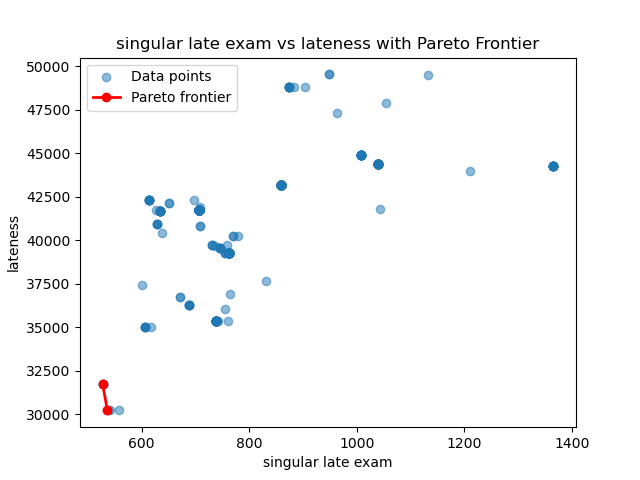 singular late exam vs lateness with Pareto Frontier
Data points
Pareto frontier
50000
47500
45000
42500
40000
37500
35000
32500
30000
lateness
600
800
1000
1200
1400
singular late exam